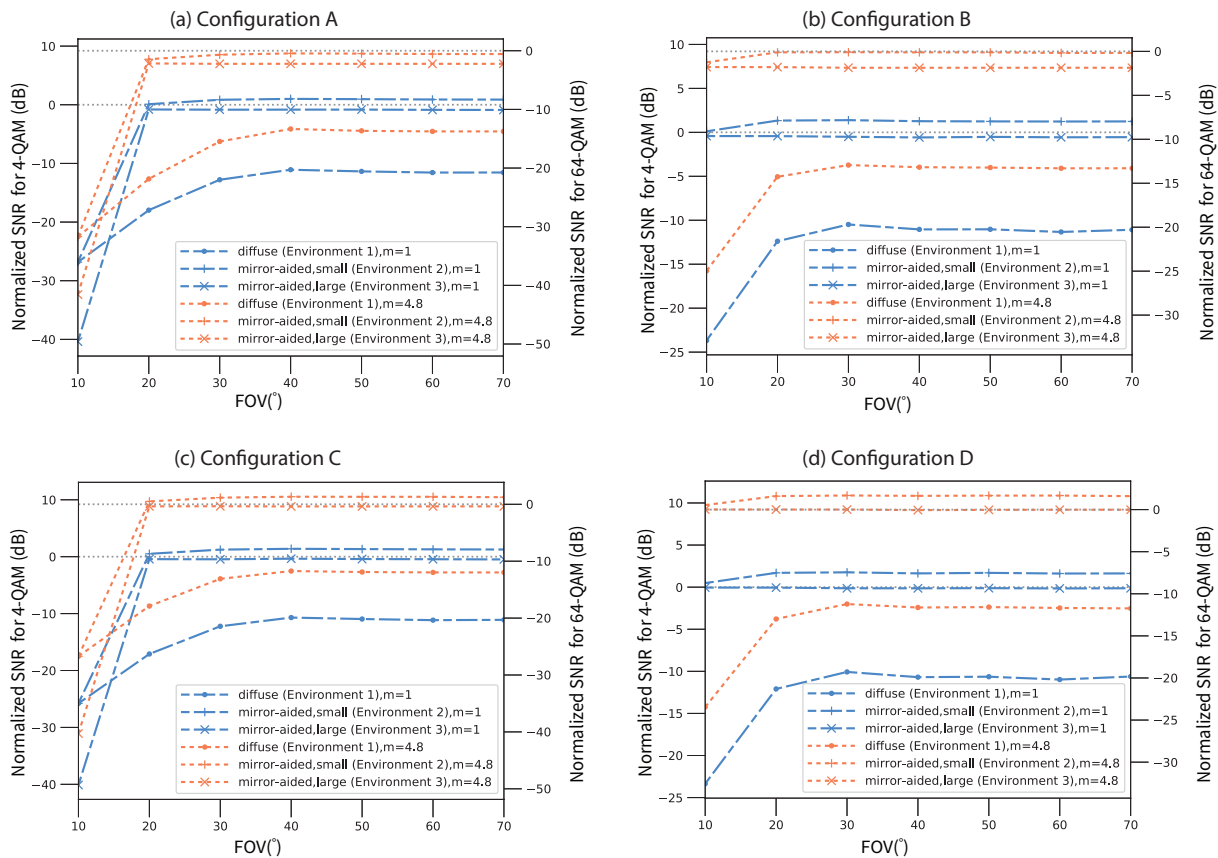 (a) Configuration A
Normalized SNR for 4-QAM (dB)
10
0
−10
−20
−30
−40
Normalized SNR for 64-QAM (dB)
0
−10
−20
−30
−40
−50
diffuse (Environment 1),m=1
mirror-aided,small (Environment 2),m=1
mirror-aided,large (Environment 3),m=1
diffuse (Environment 1),m=4.8
mirror-aided,small (Environment 2),m=4.8
mirror-aided,large (Environment 3),m=4.8
10 20 30 40 50 60 70
FOV(°)
(b) Configuration B
Normalized SNR for 4-QAM (dB)
10
5
0
−5
−10
−15
−20
−25
Normalized SNR for 64-QAM (dB)
0
−5
−10
−15
−20
−25
−30
diffuse (Environment 1),m=1
mirror-aided,small (Environment 2),m=1
mirror-aided,large (Environment 3),m=1
diffuse (Environment 1),m=4.8
mirror-aided,small (Environment 2),m=4.8
mirror-aided,large (Environment 3),m=4.8
10 20 30 40 50 60 70
FOV(°)
(c) Configuration C
Normalized SNR for 4-QAM (dB)
10
0
−10
−20
−30
−40
Normalized SNR for 64-QAM (dB)
0
−10
−20
−30
−40
−50
diffuse (Environment 1),m=1
mirror-aided,small (Environment 2),m=1
mirror-aided,large (Environment 3),m=1
diffuse (Environment 1),m=4.8
mirror-aided,small (Environment 2),m=4.8
mirror-aided,large (Environment 3),m=4.8
10 20 30 40 50 60 70
FOV(°)
(d) Configuration D
Normalized SNR for 4-QAM (dB)
10
5
0
−5
−10
−15
−20
−25
Normalized SNR for 64-QAM (dB)
0
−5
−10
−15
−20
−25
−30
diffuse (Environment 1),m=1
mirror-aided,small (Environment 2),m=1
mirror-aided,large (Environment 3),m=1
diffuse (Environment 1),m=4.8
mirror-aided,small (Environment 2),m=4.8
mirror-aided,large (Environment 3),m=4.8
10 20 30 40 50 60 70
FOV(°)